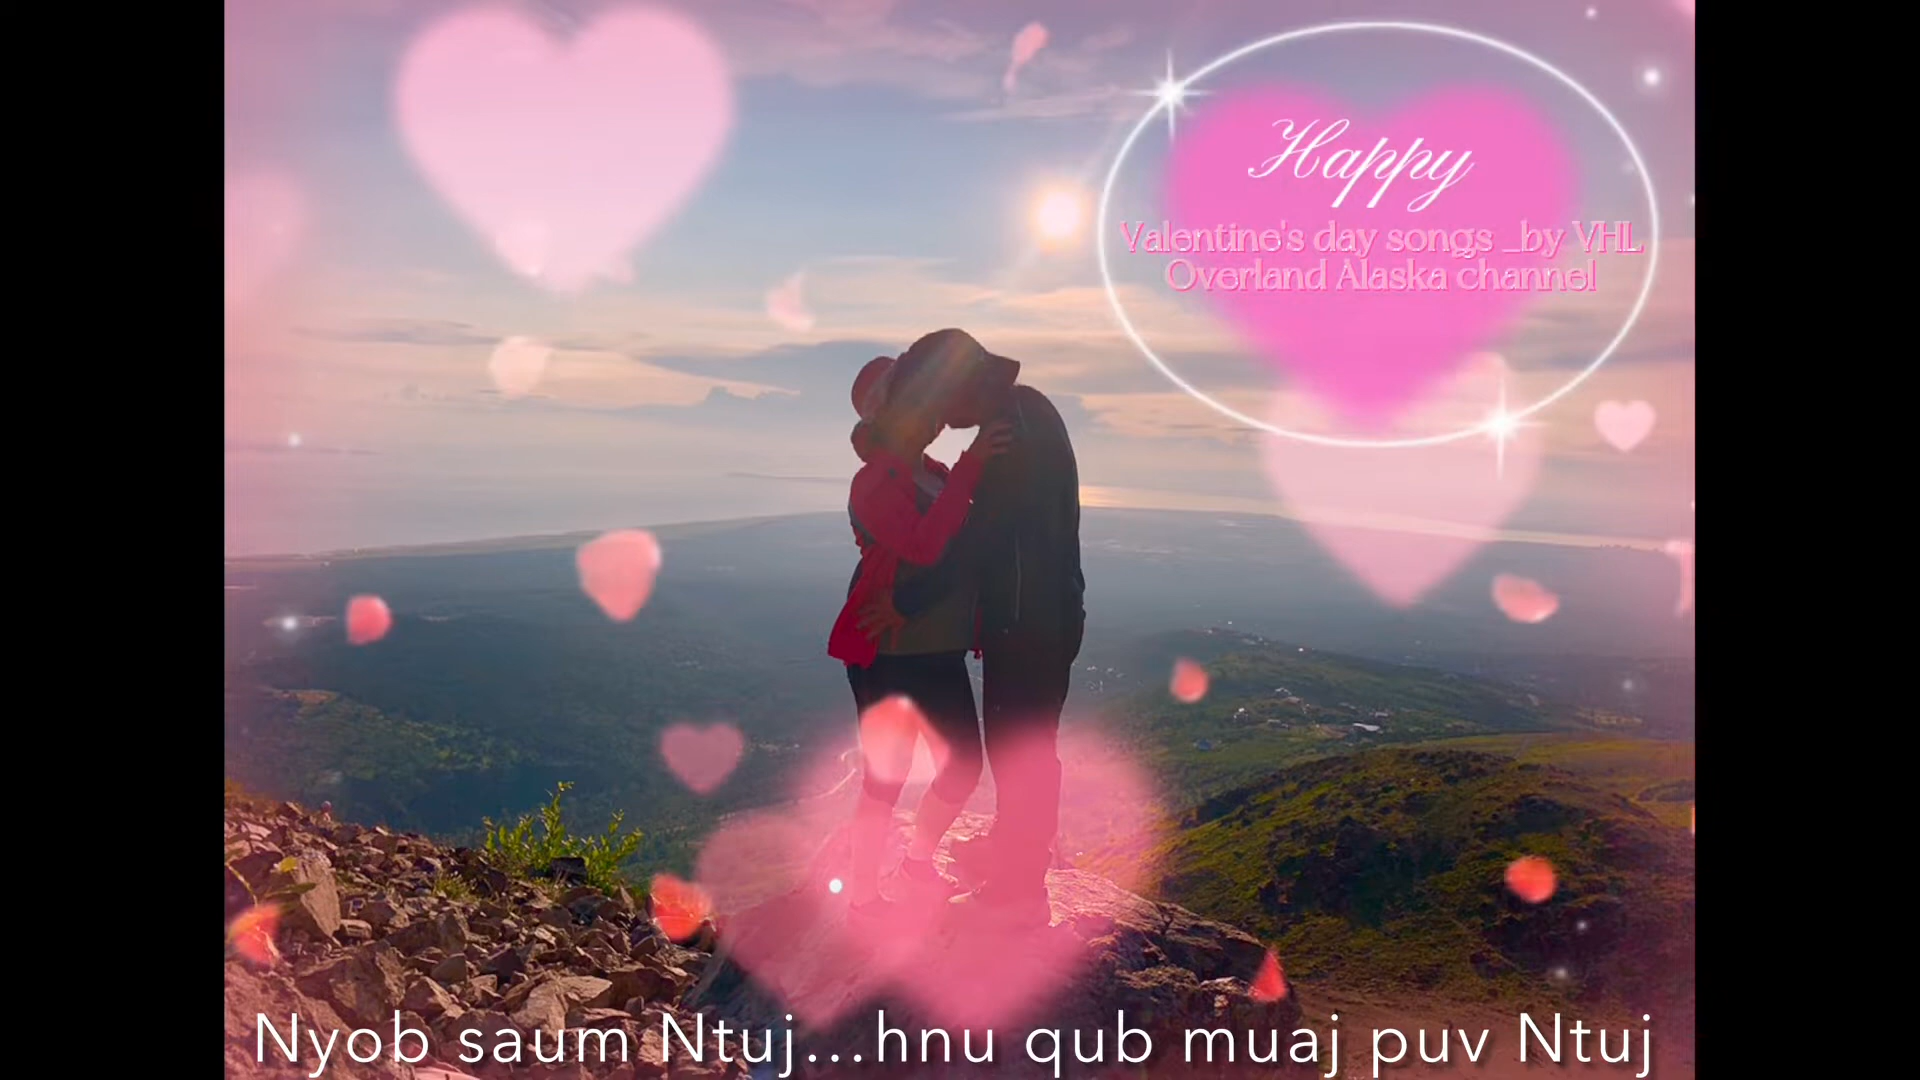 Happy
Valentine's day songs _by VHL
Overland Alaska channel
Nyob saum Ntuj...hnu qub muaj puv Ntuj